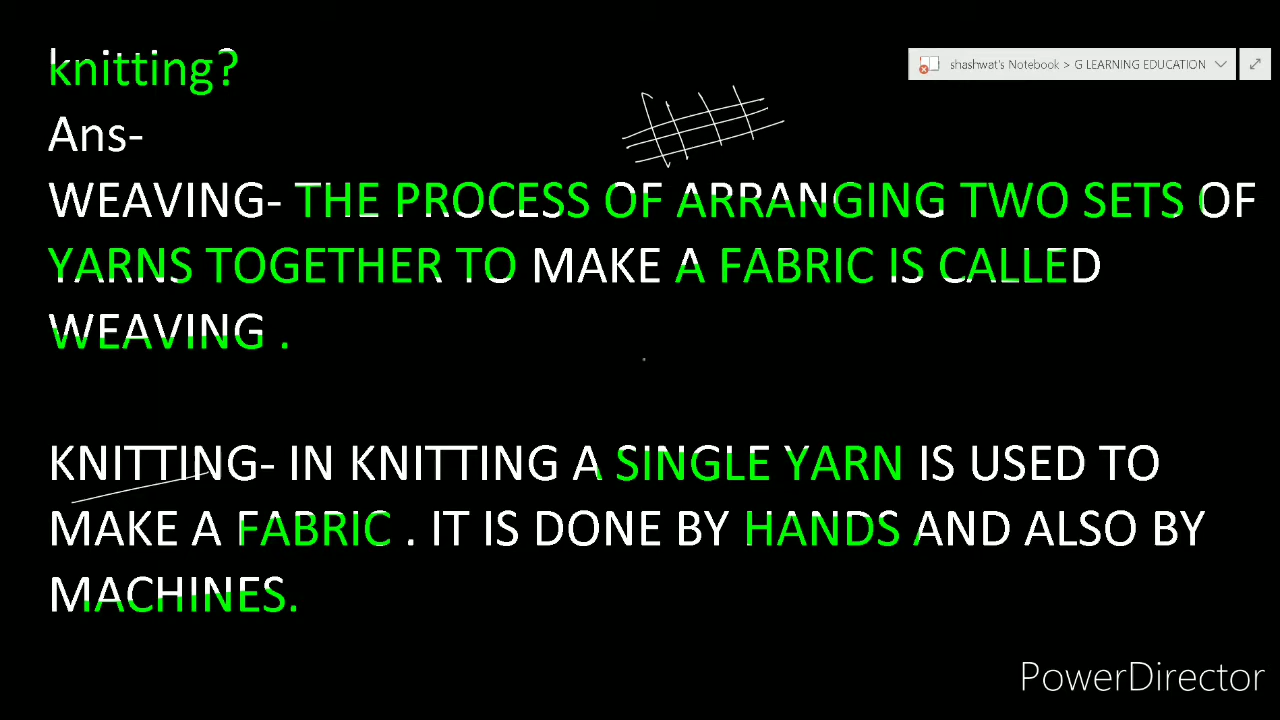 knitting?
shashwat's Notebook > G LEARNING EDUCATION
Ans-
WEAVING- THE PROCESS OF ARRANGING TWO SETS OF
YARNS TOGETHER TO MAKE A FABRIC IS CALLED
WEAVING .
KNITTING- IN KNITTING A SINGLE YARN IS USED TO
MAKE A FABRIC . IT IS DONE BY HANDS AND ALSO BY
MACHINES.
PowerDirector